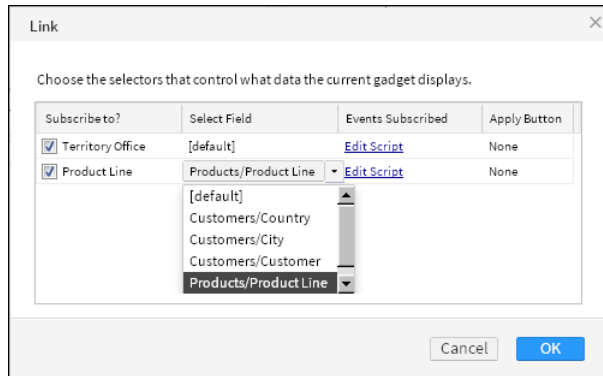 Link
Choose the selectors that control what data the current gadget displays.
Subscribe to? Select Field Events Subscribed Apply Button
Territory Office [default] Edit Script None
Product Line Products/Product Line Edit Script None
[default]
Customers/Country
Customers/City
Customers/Customer
Products/Product Line
Cancel OK